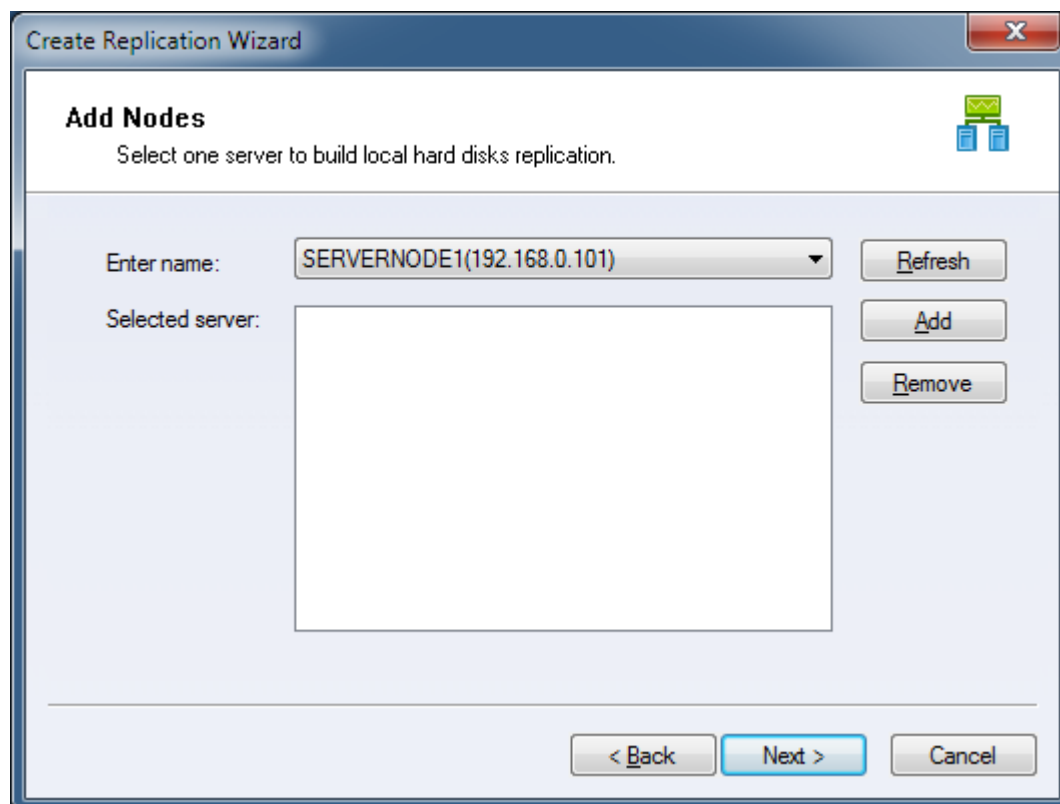 Create Replication Wizard
Add Nodes
Select one server to build local hard disks replication.
Enter name:
SERVERNODE1(192.168.0.101)
Refresh
Selected server:
Add
Remove
< Back
Next >
Cancel